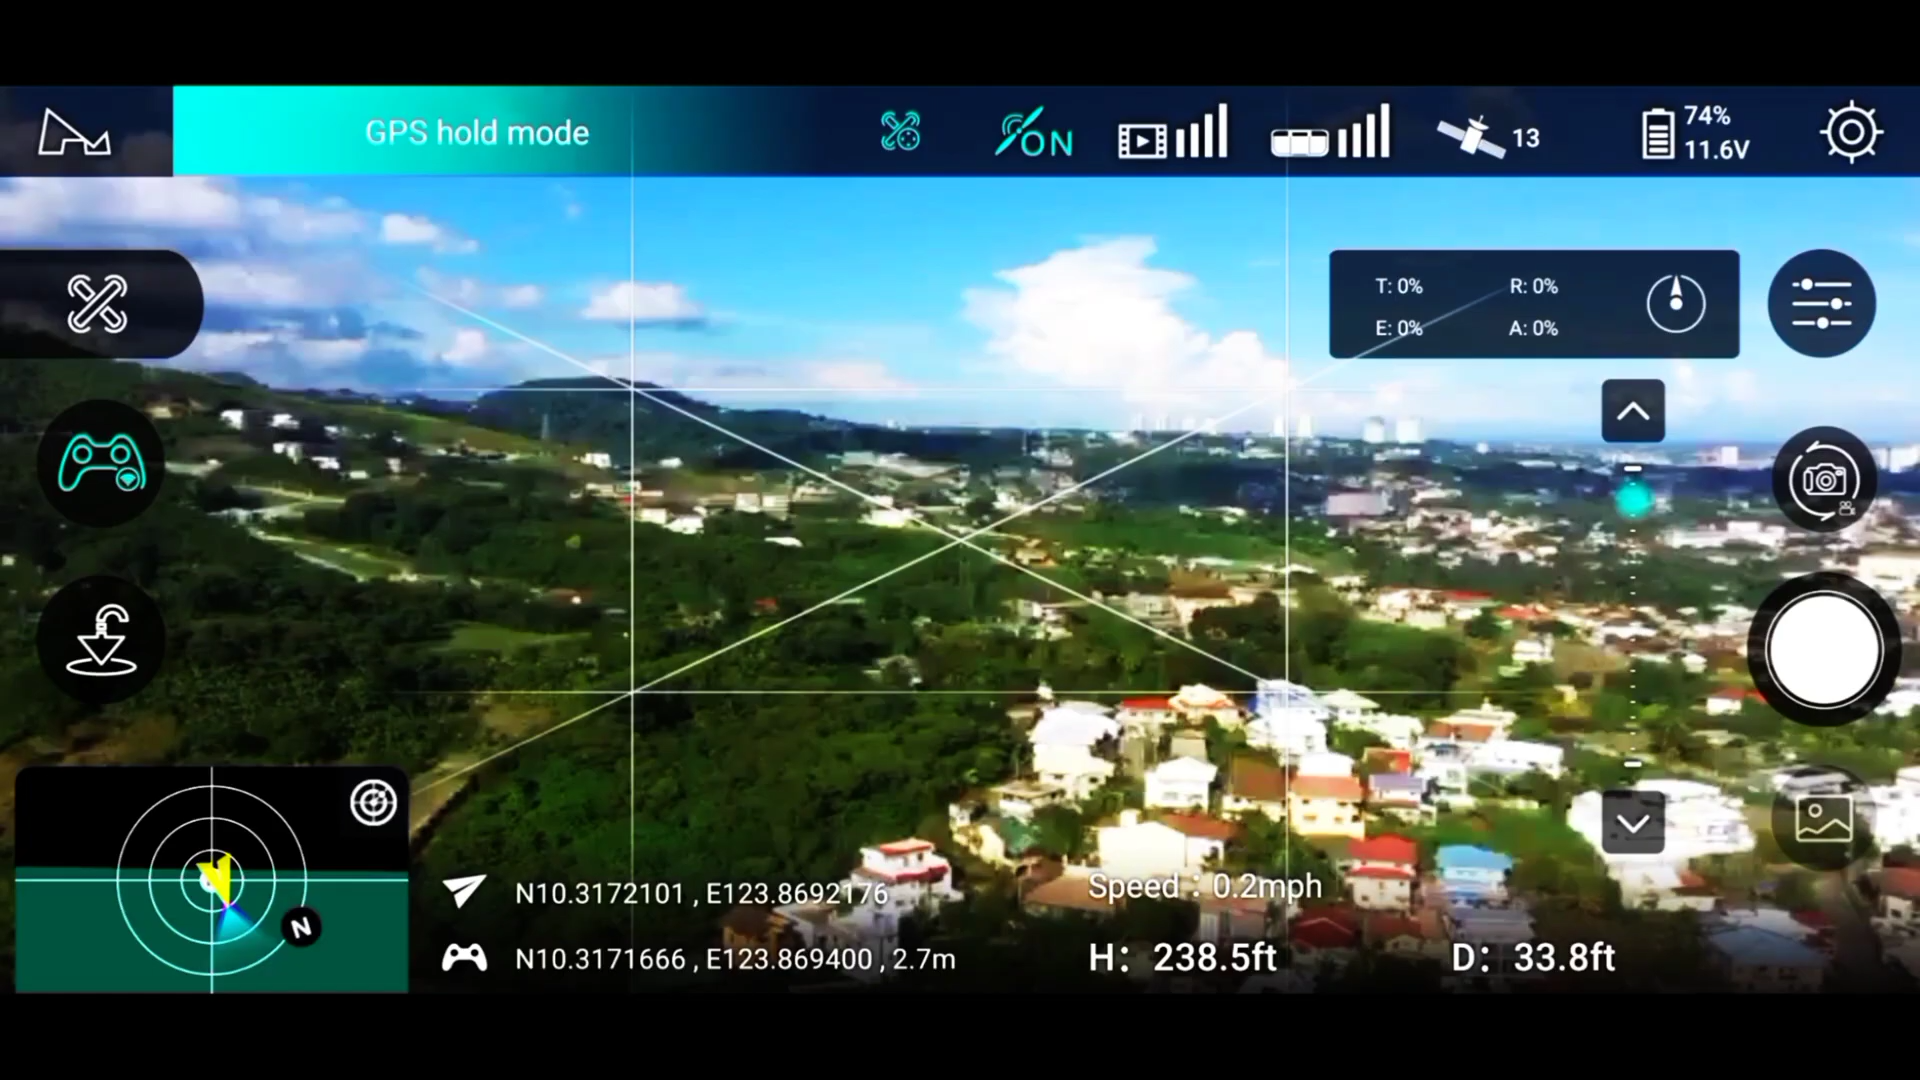 GPS hold mode
ON
13
74%
11.6V
T: 0% R: 0%
E: 0% A: 0%
N
N10.3172101 , E123.8692176
Speed : 0.2mph
N10.3171666 , E123.869400 , 2.7m
H: 238.5ft
D: 33.8ft